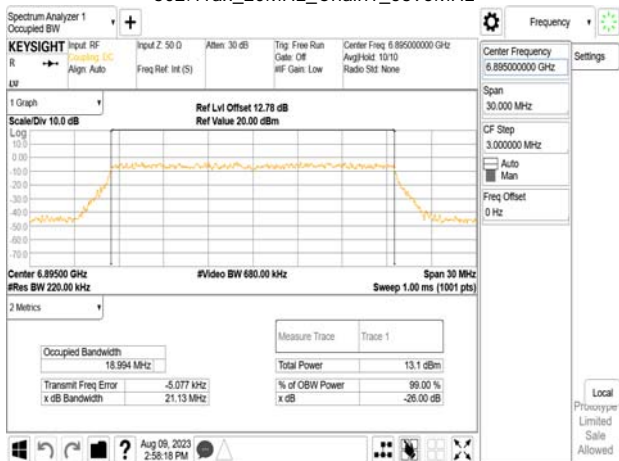 Spectrum Analyzer 1
Occupied BW
+
Frequency
KEYSIGHT Input: RF
Coupling: DC
Align: Auto
R
LXI
Input Z: 50 Ω
Freq Ref: Int (S)
Atten: 30 dB
Trig: Free Run
Gate: Off
#IF Gain: Low
Center Freq: 6.895000000 GHz
Avg|Hold: 10/10
Radio Std: None
Center Frequency
6.895000000 GHz
Settings
Span
30.000 MHz
CF Step
3.000000 MHz
Auto
Man
Freq Offset
0 Hz
1 Graph
Ref Lvl Offset 12.78 dB
Scale/Div 10.0 dB
Ref Value 20.00 dBm
Log
10.0
0.00
-10.0
-20.0
-30.0
-40.0
-50.0
-60.0
-70.0
Center 6.89500 GHz
#Video BW 680.00 kHz
Span 30 MHz
#Res BW 220.00 kHz
Sweep 1.00 ms (1001 pts)
2 Metrics
Measure Trace Trace 1
Occupied Bandwidth
18.994 MHz
Total Power 13.1 dBm
Transmit Freq Error -5.077 kHz
% of OBW Power 99.00 %
x dB Bandwidth 21.13 MHz
x dB -26.00 dB
Local
Prototype
Limited
Sale
Allowed
?
Aug 09, 2023
2:58:18 PM